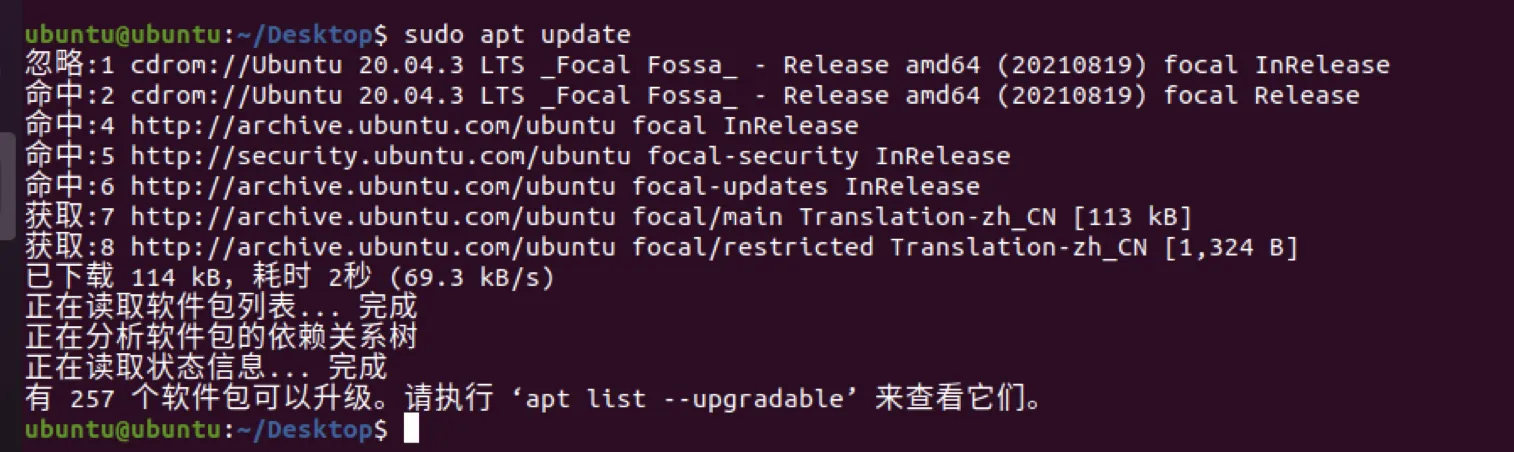 ubuntu@ubuntu:~/Desktop$ sudo apt update
忽略:1 cdrom://Ubuntu 20.04.3 LTS _Focal Fossa_ - Release amd64 (20210819) focal InRelease
命中:2 cdrom://Ubuntu 20.04.3 LTS _Focal Fossa_ - Release amd64 (20210819) focal Release
命中:4 http://archive.ubuntu.com/ubuntu focal InRelease
命中:5 http://security.ubuntu.com/ubuntu focal-security InRelease
命中:6 http://archive.ubuntu.com/ubuntu focal-updates InRelease
获取:7 http://archive.ubuntu.com/ubuntu focal/main Translation-zh_CN [113 kB]
获取:8 http://archive.ubuntu.com/ubuntu focal/restricted Translation-zh_CN [1,324 B]
已下载 114 kB，耗时 2秒 (69.3 kB/s)
正在读取软件包列表... 完成
正在分析软件包的依赖关系树
正在读取状态信息... 完成
有 257 个软件包可以升级。请执行 ‘apt list --upgradable’ 来查看它们。
ubuntu@ubuntu:~/Desktop$